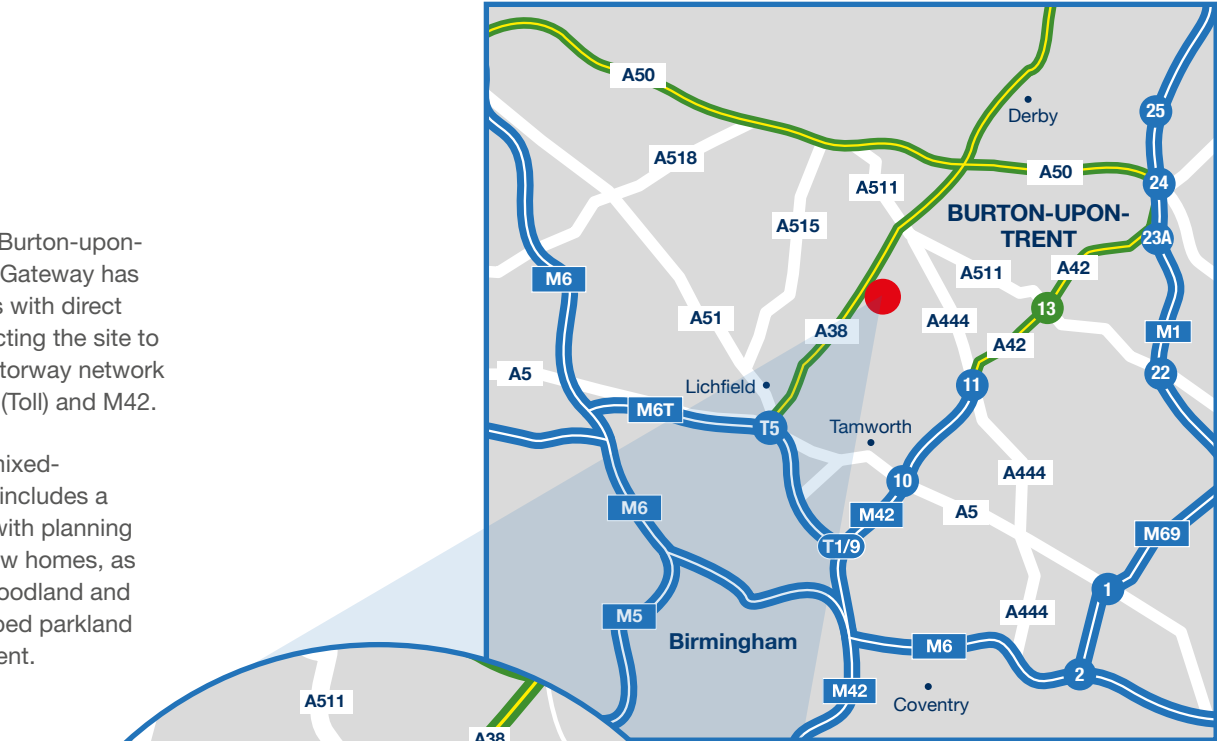 Burton-upon-
Gateway has
s with direct
cting the site to
torway network
(Toll) and M42.
mixed-
includes a
with planning
w homes, as
oodland and
ped parkland
ent.
A50
Derby
25
A518
A50
24
A511
BURTON-UPON-
TRENT
A515
23A
A511
A42
M6
13
A51
A38
A444
M1
A42
A5
22
Lichfield
11
M6T
T5
Tamworth
A444
10
M6
M42
A5
T1/9
M69
1
M5
A444
Birmingham
M6
2
M42
Coventry
A511
A38